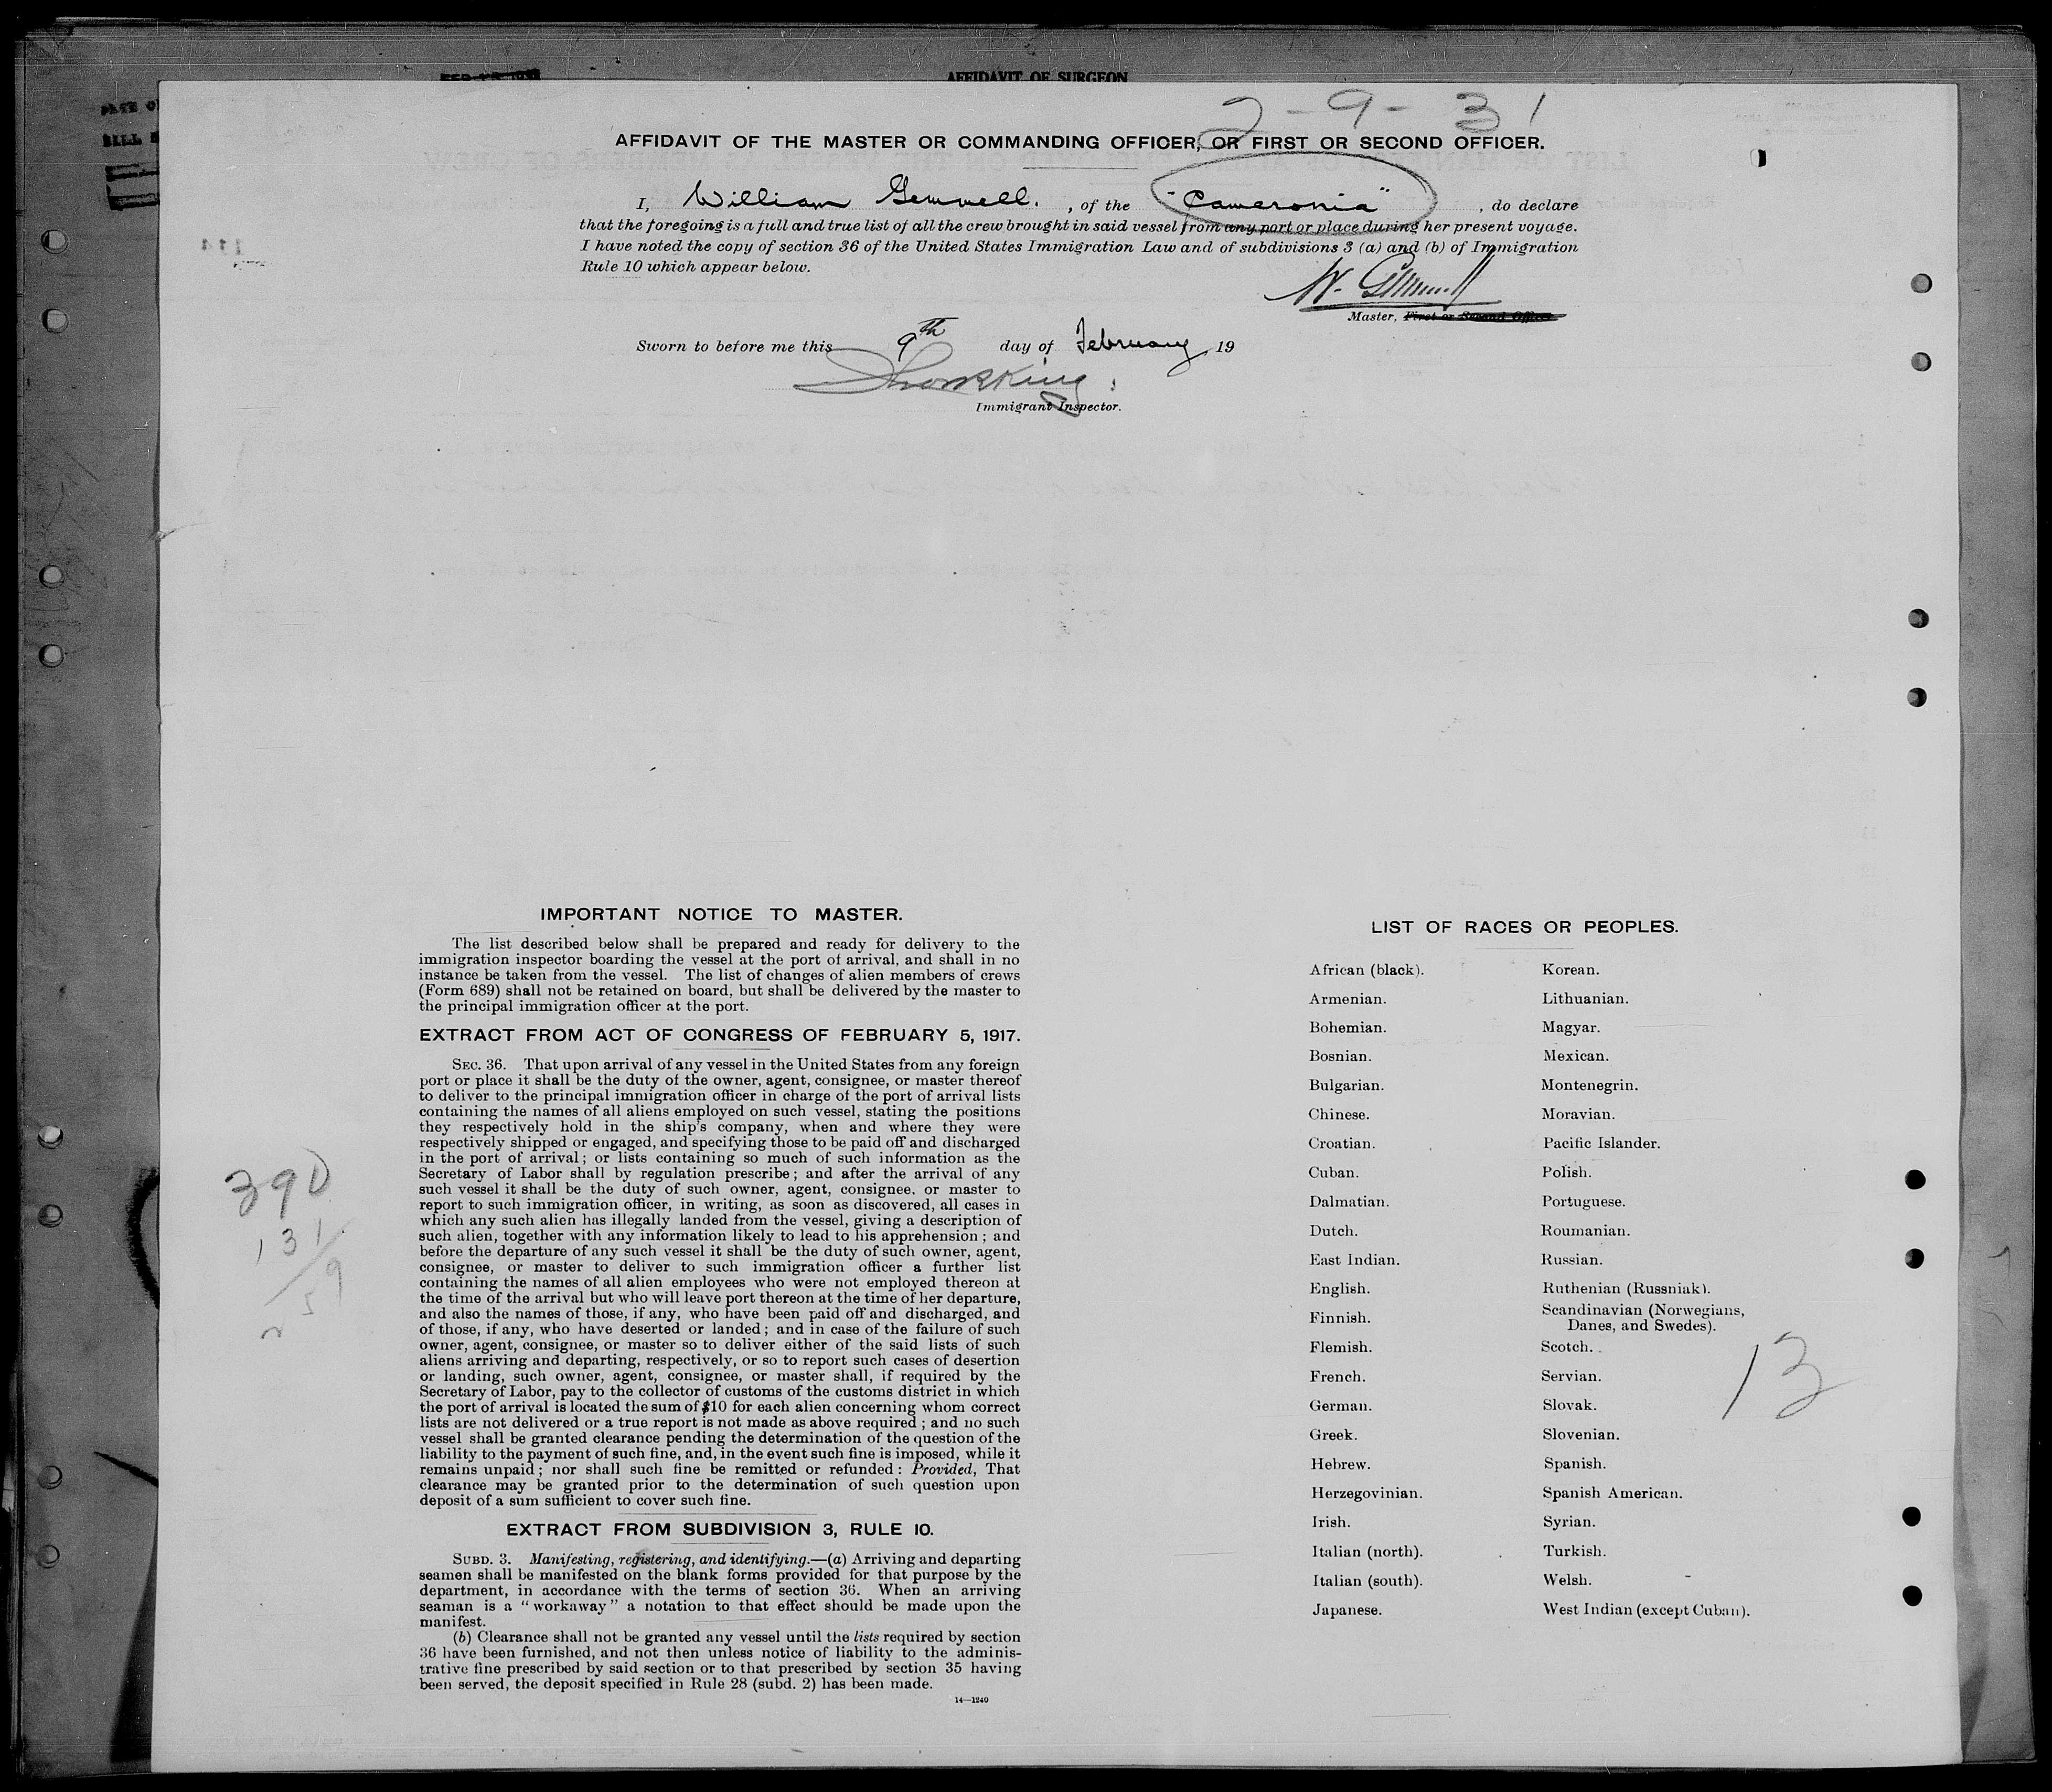 AFFIDAVIT OF SURGEON
2-9-31
AFFIDAVIT OF THE MASTER OR COMMANDING OFFICER, OR FIRST OR SECOND OFFICER.
I, William Gemmell. , of the "Cameronia" , do declare
that the foregoing is a full and true list of all the crew brought in said vessel from any port or place during her present voyage.
I have noted the copy of section 36 of the United States Immigration Law and of subdivisions 3 (a) and (b) of Immigration
Rule 10 which appear below.
W. Gemmell
Master, First or Second Officer
Sworn to before me this 9th day of February, 19
Immigrant Inspector.
IMPORTANT NOTICE TO MASTER.
The list described below shall be prepared and ready for delivery to the
immigration inspector boarding the vessel at the port of arrival, and shall in no
instance be taken from the vessel. The list of changes of alien members of crews
(Form 689) shall not be retained on board, but shall be delivered by the master to
the principal immigration officer at the port.
EXTRACT FROM ACT OF CONGRESS OF FEBRUARY 5, 1917.
SEC. 36. That upon arrival of any vessel in the United States from any foreign
port or place it shall be the duty of the owner, agent, consignee, or master thereof
to deliver to the principal immigration officer in charge of the port of arrival lists
containing the names of all aliens employed on such vessel, stating the positions
they respectively hold in the ship's company, when and where they were
respectively shipped or engaged, and specifying those to be paid off and discharged
in the port of arrival; or lists containing so much of such information as the
Secretary of Labor shall by regulation prescribe; and after the arrival of any
such vessel it shall be the duty of such owner, agent, consignee, or master to
report to such immigration officer, in writing, as soon as discovered, all cases in
which any such alien has illegally landed from the vessel, giving a description of
such alien, together with any information likely to lead to his apprehension; and
before the departure of any such vessel it shall be the duty of such owner, agent,
consignee, or master to deliver to such immigration officer a further list
containing the names of all alien employees who were not employed thereon at
the time of the arrival but who will leave port thereon at the time of her departure,
and also the names of those, if any, who have been paid off and discharged, and
of those, if any, who have deserted or landed; and in case of the failure of such
owner, agent, consignee, or master so to deliver either of the said lists of such
aliens arriving and departing, respectively, or so to report such cases of desertion
or landing, such owner, agent, consignee, or master shall, if required by the
Secretary of Labor, pay to the collector of customs of the customs district in which
the port of arrival is located the sum of $10 for each alien concerning whom correct
lists are not delivered or a true report is not made as above required; and no such
vessel shall be granted clearance pending the determination of the question of the
liability to the payment of such fine, and, in the event such fine is imposed, while it
remains unpaid; nor shall such fine be remitted or refunded: Provided, That
clearance may be granted prior to the determination of such question upon
deposit of a sum sufficient to cover such fine.
EXTRACT FROM SUBDIVISION 3, RULE 10.
SUBD. 3. Manifesting, registering, and identifying.—(a) Arriving and departing
seamen shall be manifested on the blank forms provided for that purpose by the
department, in accordance with the terms of section 36. When an arriving
seaman is a "workaway" a notation to that effect should be made upon the
manifest.
(b) Clearance shall not be granted any vessel until the lists required by section
36 have been furnished, and not then unless notice of liability to the adminis-
trative fine prescribed by said section or to that prescribed by section 35 having
been served, the deposit specified in Rule 28 (subd. 2) has been made.
14—1240
390
131
259
LIST OF RACES OR PEOPLES.
African (black).
Armenian.
Bohemian.
Bosnian.
Bulgarian.
Chinese.
Croatian.
Cuban.
Dalmatian.
Dutch.
East Indian.
English.
Finnish.
Flemish.
French.
German.
Greek.
Hebrew.
Herzegovinian.
Irish.
Italian (north).
Italian (south).
Japanese.
Korean.
Lithuanian.
Magyar.
Mexican.
Montenegrin.
Moravian.
Pacific Islander.
Polish.
Portuguese.
Roumanian.
Russian.
Ruthenian (Russniak).
Scandinavian (Norwegians,
Danes, and Swedes).
Scotch.
Servian.
Slovak.
Slovenian.
Spanish.
Spanish American.
Syrian.
Turkish.
Welsh.
West Indian (except Cuban).
13